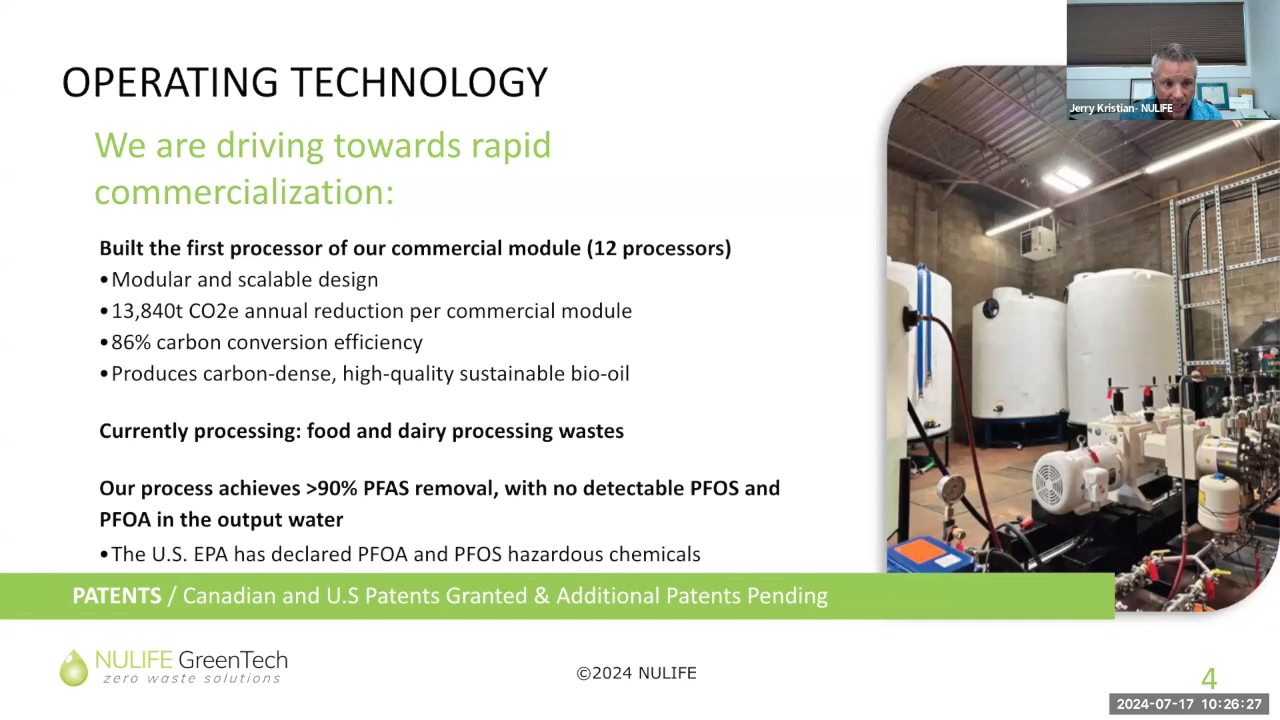 OPERATING TECHNOLOGY
We are driving towards rapid
commercialization:
Built the first processor of our commercial module (12 processors)
•Modular and scalable design
•13,840t CO2e annual reduction per commercial module
•86% carbon conversion efficiency
•Produces carbon-dense, high-quality sustainable bio-oil
Currently processing: food and dairy processing wastes
Our process achieves >90% PFAS removal, with no detectable PFOS and
PFOA in the output water
•The U.S. EPA has declared PFOA and PFOS hazardous chemicals
PATENTS / Canadian and U.S Patents Granted & Additional Patents Pending
NULIFE GreenTech
zero waste solutions
©2024 NULIFE
4
Jerry Kristian- NULIFE
2024-07-17 10:26:27